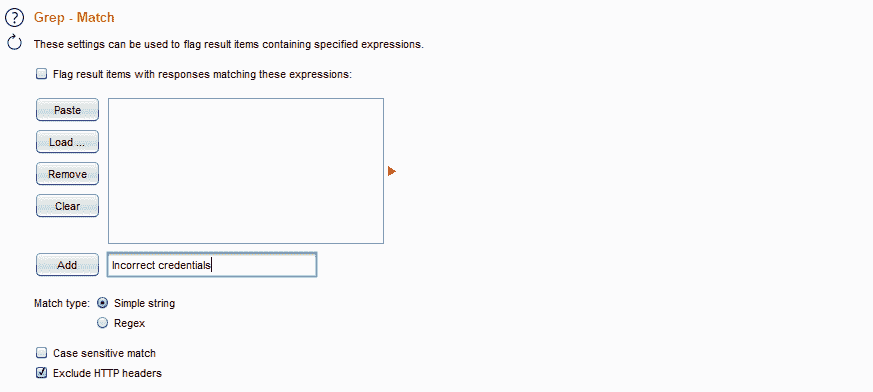 ? Grep - Match
These settings can be used to flag result items containing specified expressions.
Flag result items with responses matching these expressions:
Paste
Load ...
Remove
Clear
Add Incorrect credentials
Match type: Simple string
Regex
Case sensitive match
Exclude HTTP headers